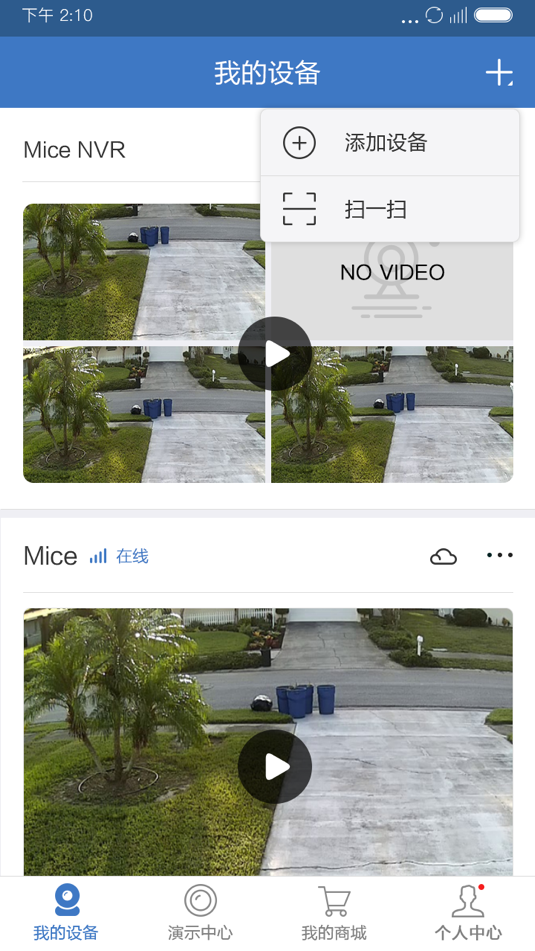 下午 2:10
我的设备
添加设备
扫一扫
Mice NVR
NO VIDEO
Mice 在线
我的设备 演示中心 我的商城 个人中心